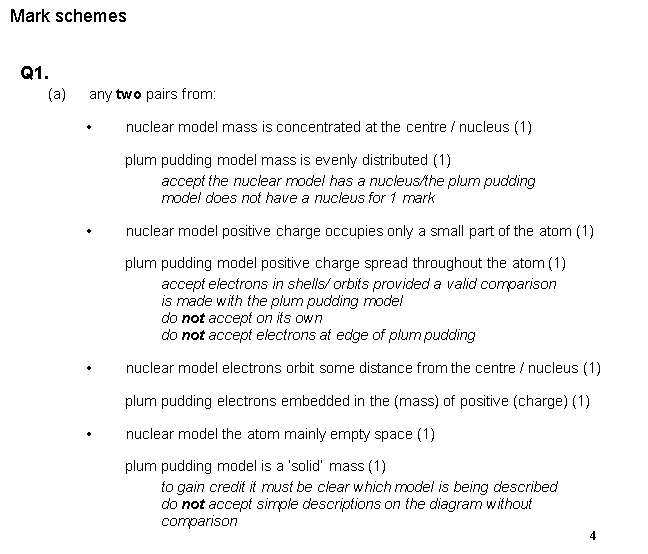 Mark schemes
Q1.
(a) any two pairs from:
• nuclear model mass is concentrated at the centre / nucleus (1)
plum pudding model mass is evenly distributed (1)
accept the nuclear model has a nucleus/the plum pudding
model does not have a nucleus for 1 mark
• nuclear model positive charge occupies only a small part of the atom (1)
plum pudding model positive charge spread throughout the atom (1)
accept electrons in shells/ orbits provided a valid comparison
is made with the plum pudding model
do not accept on its own
do not accept electrons at edge of plum pudding
• nuclear model electrons orbit some distance from the centre / nucleus (1)
plum pudding electrons embedded in the (mass) of positive (charge) (1)
• nuclear model the atom mainly empty space (1)
plum pudding model is a 'solid' mass (1)
to gain credit it must be clear which model is being described
do not accept simple descriptions on the diagram without
comparison
4